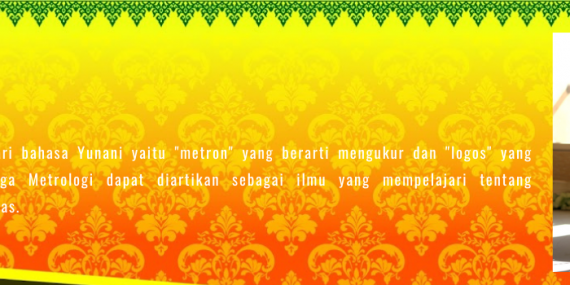 ri bahasa Yunani yaitu "metron" yang berarti mengukur dan "logos" yang
ga Metrologi dapat diartikan sebagai ilmu yang mempelajari tentang
as.